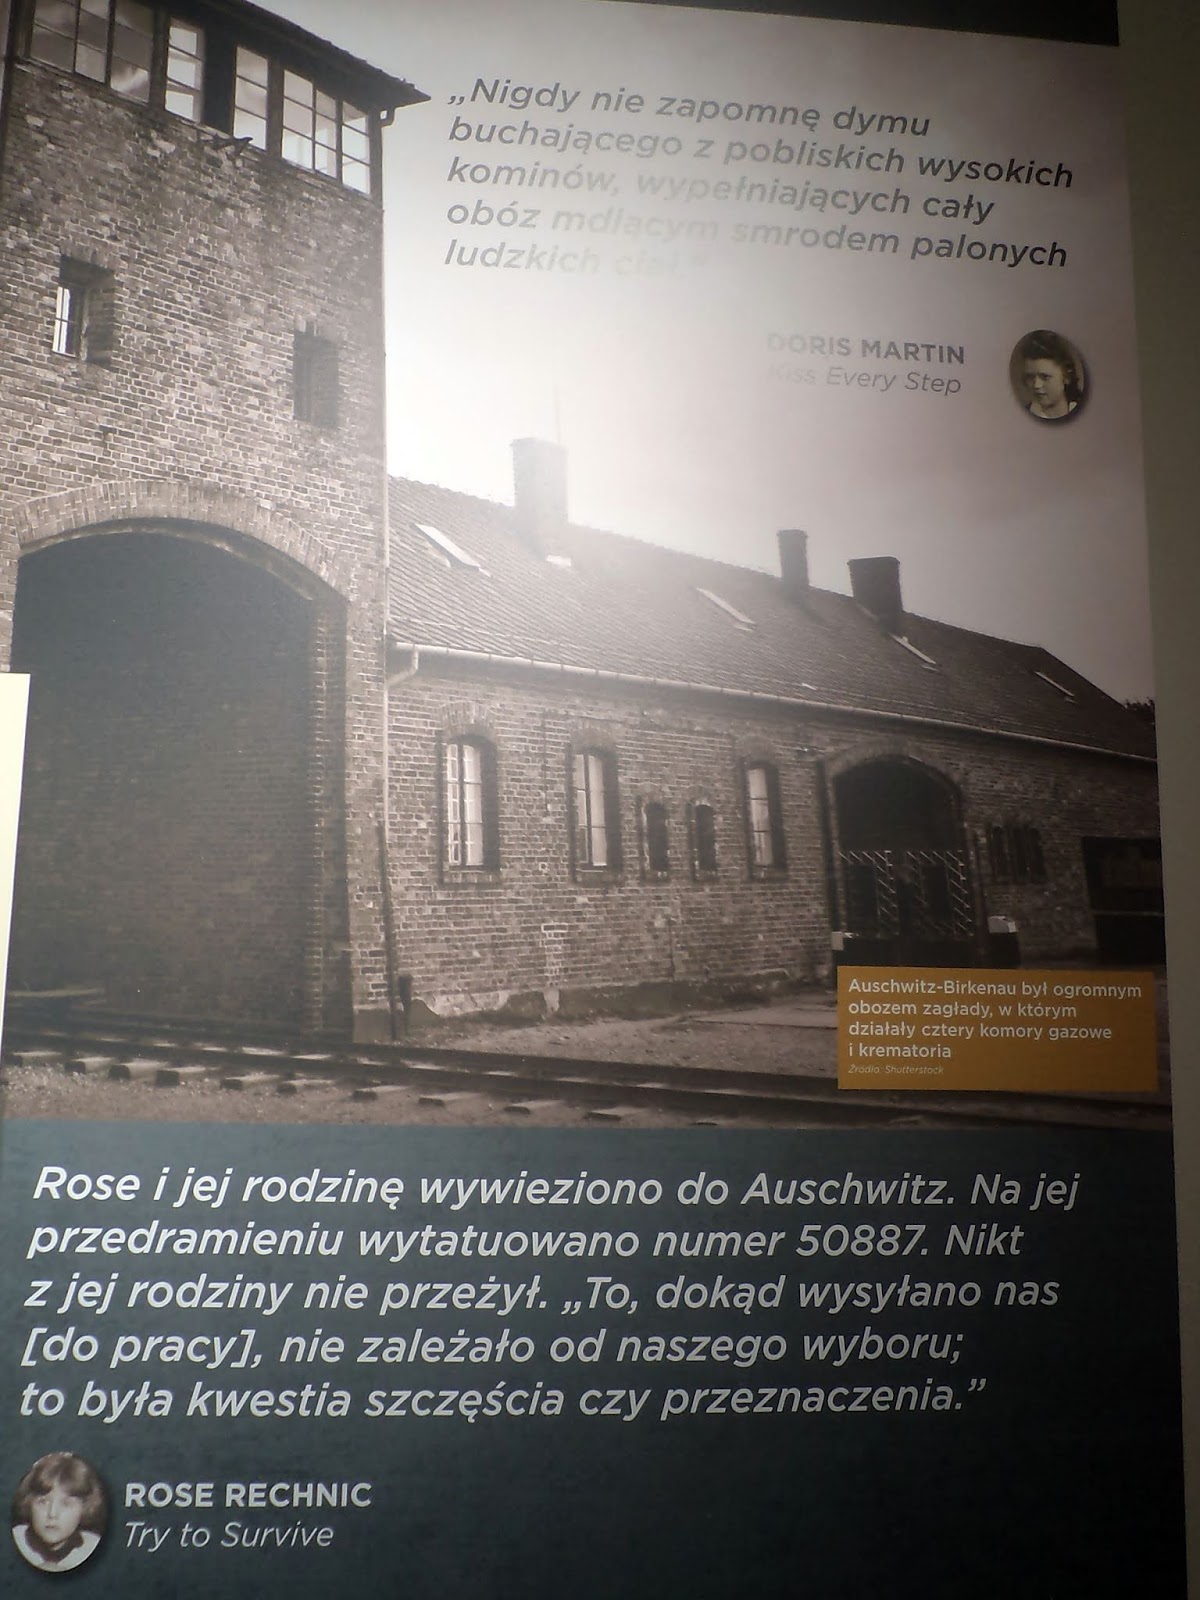 „Nigdy nie zapomnę dymu
buchającego z pobliskich wysokich
kominów, wypełniających cały
obóz mdlącym smrodem palonych
ludzkich ciał.”
DORIS MARTIN
Kiss Every Step
Auschwitz-Birkenau był ogromnym
obozem zagłady, w którym
działały cztery komory gazowe
i krematoria
Źródło: Shutterstock
Rose i jej rodzinę wywieziono do Auschwitz. Na jej
przedramieniu wytatuowano numer 50887. Nikt
z jej rodziny nie przeżył. „To, dokąd wysyłano nas
[do pracy], nie zależało od naszego wyboru;
to była kwestia szczęścia czy przeznaczenia.”
ROSE RECHNIC
Try to Survive